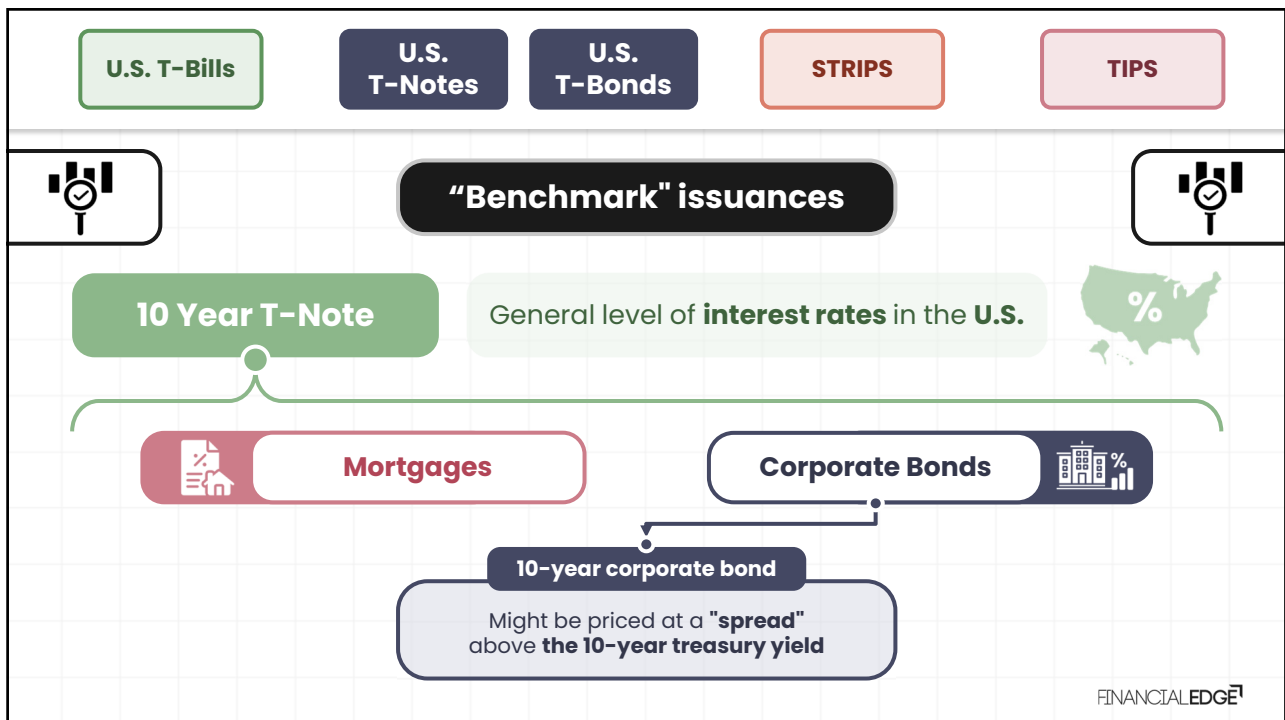 U.S. T-Bills
U.S.
T-Notes
U.S.
T-Bonds
STRIPS
TIPS
“Benchmark" issuances
10 Year T-Note
General level of interest rates in the U.S.
%
%
Mortgages
Corporate Bonds
%
10-year corporate bond
Might be priced at a "spread"
above the 10-year treasury yield
FINANCIALEDGE